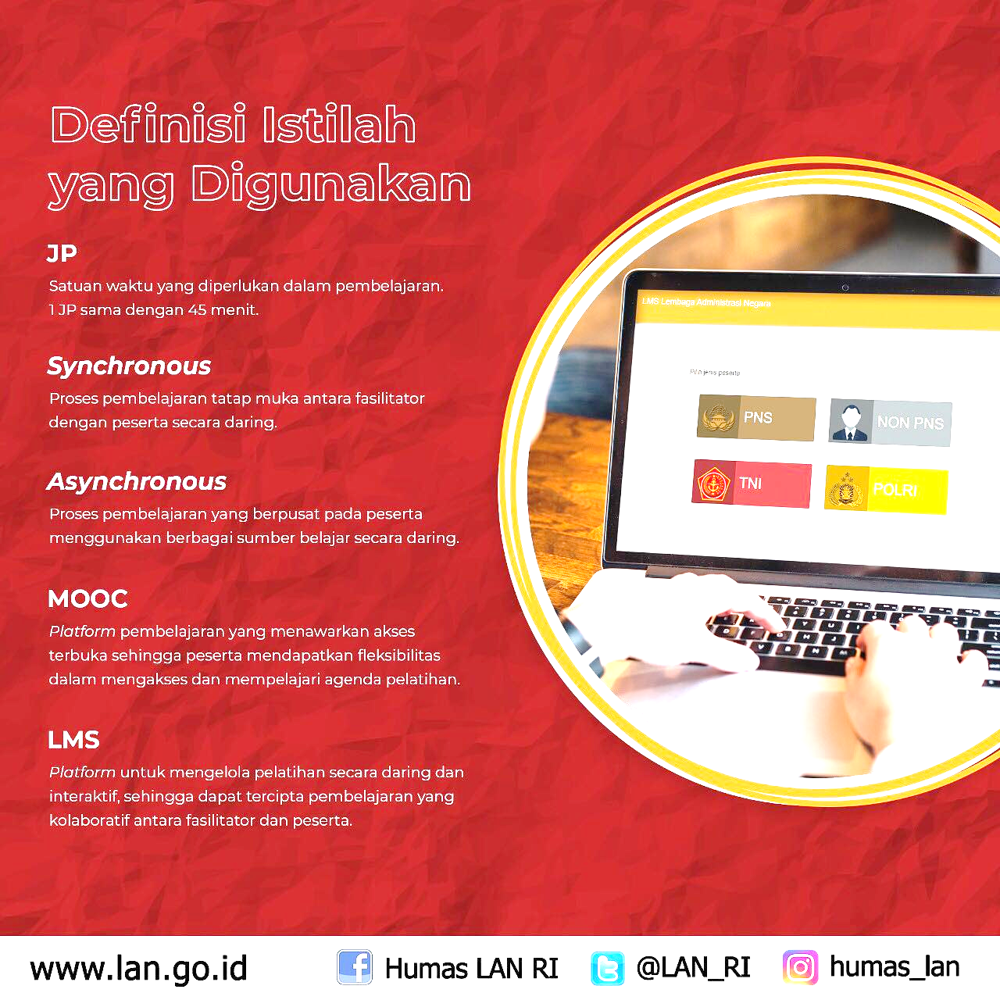 Definisi Istilah
yang Digunakan
JP
Satuan waktu yang diperlukan dalam pembelajaran.
1 JP sama dengan 45 menit.
Synchronous
Proses pembelajaran tatap muka antara fasilitator
dengan peserta secara daring.
Asynchronous
Proses pembelajaran yang berpusat pada peserta
menggunakan berbagai sumber belajar secara daring.
MOOC
Platform pembelajaran yang menawarkan akses
terbuka sehingga peserta mendapatkan fleksibilitas
dalam mengakses dan mempelajari agenda pelatihan.
LMS
Platform untuk mengelola pelatihan secara daring dan
interaktif, sehingga dapat tercipta pembelajaran yang
kolaboratif antara fasilitator dan peserta.
LMS Lembaga Administrasi Negara
Pilih jenis peserta
PNS
NON PNS
TNI
POLRI
www.lan.go.id
Humas LAN RI
@LAN_RI
humas_lan